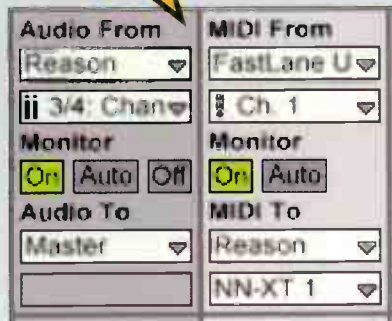 Audio From
Reason
3/4: Chan
Monitor
On Auto Off
Audio To
Master
MIDI From
FastLane U
Ch. 1
Monitor
On Auto
MIDI To
Reason
NN-XT 1